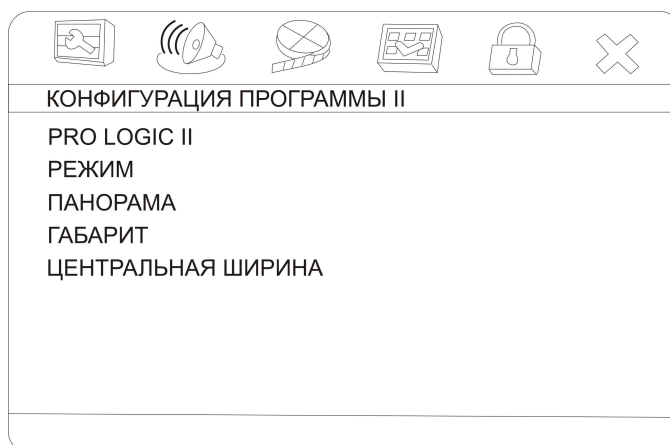 КОНФИГУРАЦИЯ ПРОГРАММЫ II
PRO LOGIC II
РЕЖИМ
ПАНОРАМА
ГАБАРИТ
ЦЕНТРАЛЬНАЯ ШИРИНА